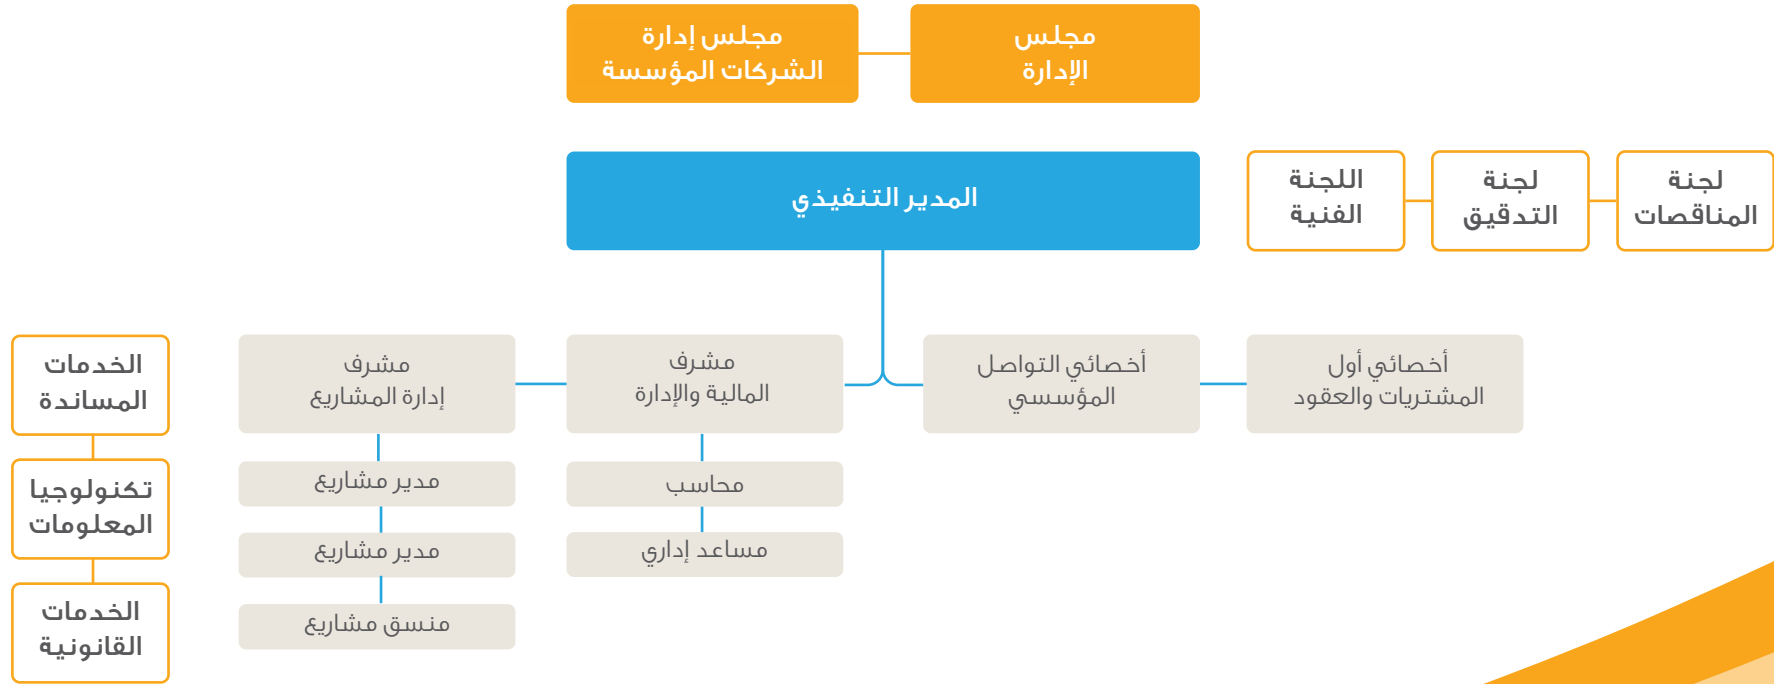 مجلس
الإدارة
مجلس إدارة
الشركات المؤسسة
لجنة
المناقصات
لجنة
التدقيق
اللجنة
الفنية
المدير التنفيذي
أخصائي أول
المشتريات والعقود
أخصائي التواصل
المؤسسي
مشرف
المالية والإدارة
محاسب
مساعد إداري
مشرف
إدارة المشاريع
مدير مشاريع
مدير مشاريع
منسق مشاريع
الخدمات
المساندة
تكنولوجيا
المعلومات
الخدمات
القانونية